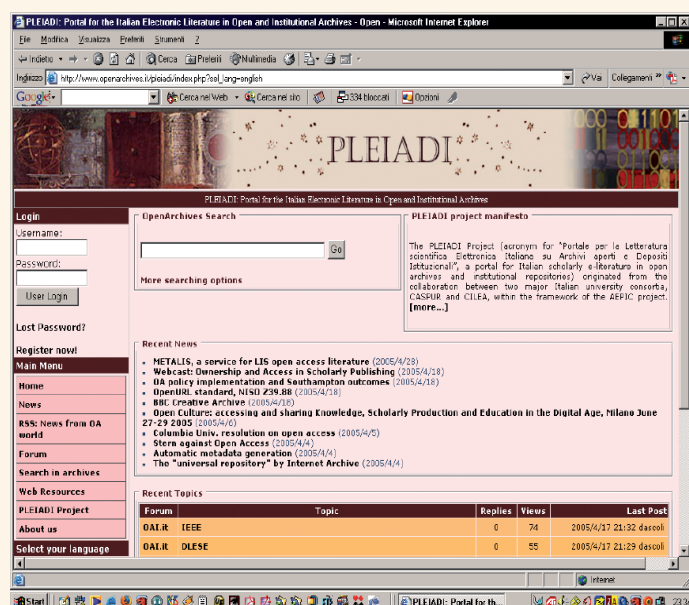 PLEIADI: Portal for the Italian Electronic Literature in Open and Institutional Archives - Open - Microsoft Internet Explorer
File Modifica Visualizza Preferiti Strumenti ?
Indietro Cerca Preferiti Multimedia
Indirizzo http://www.openarchives.it/pleiadi/index.php?sel_lang=english Vai Collegamenti »
Google Cerca nel Web Cerca nel sito 334 bloccati Opzioni
PLEIADI
PLEIADI: Portal for the Italian Electronic Literature in Open and Institutional Archives
Login
Username:
Password:
User Login
Lost Password?
Register now!
Main Menu
Home
News
RSS: News from OA
world
Forum
Search in archives
Web Resources
PLEIADI Project
About us
Select your language
OpenArchives Search
Go
More searching options
PLEIADI project manifesto
The PLEIADI Project (acronym for "Portale per la Letteratura
scientifica Elettronica Italiana su Archivi aperti e Depositi
Istituzionali", a portal for Italian scholarly e-literature in open
archives and institutional repositories) originated from the
collaboration between two major Italian university consortia,
CASPUR and CILEA, within the framework of the AEPIC project.
[more...]
Recent News
METALIS, a service for LIS open access literature (2005/4/28)
Webcast: Ownership and Access in Scholarly Publishing (2005/4/18)
OA policy implementation and Southampton outcomes (2005/4/18)
OpenURL standard, NISO Z39.88 (2005/4/18)
BBC Creative Archive (2005/4/18)
Open Culture: accessing and sharing Knowledge, Scholarly Production and Education in the Digital Age, Milano June
27-29 2005 (2005/4/6)
Columbia Univ. resolution on open access (2005/4/5)
Stern against Open Access (2005/4/4)
Automatic metadata generation (2005/4/4)
The "universal repository" by Internet Archive (2005/4/4)
Recent Topics
Forum Topic Replies Views Last Post
OAI.it IEEE 0 74 2005/4/17 21:32 dascoli
OAI.it DLESE 0 55 2005/4/17 21:29 dascoli
Internet
Start PLEIADI: Portal for th...